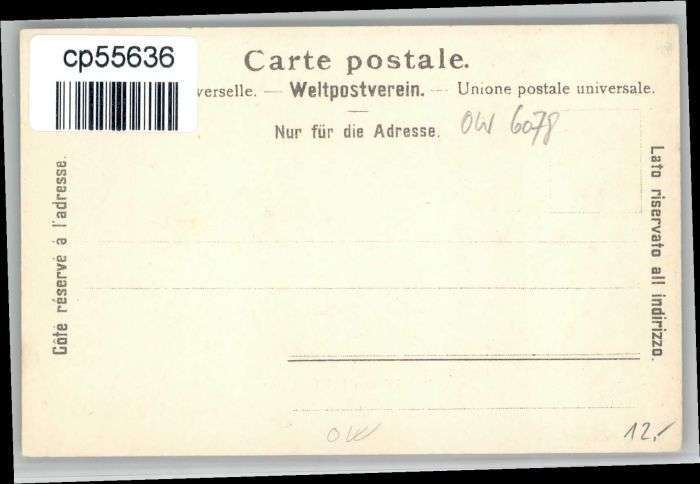 cp55636
Carte postale.
verselle. — Weltpostverein. — Unione postale universale.
Nur für die Adresse.
OW 6078
Côté réservé à l'adresse.
Lato riservato all indirizzo.
OW
12.-